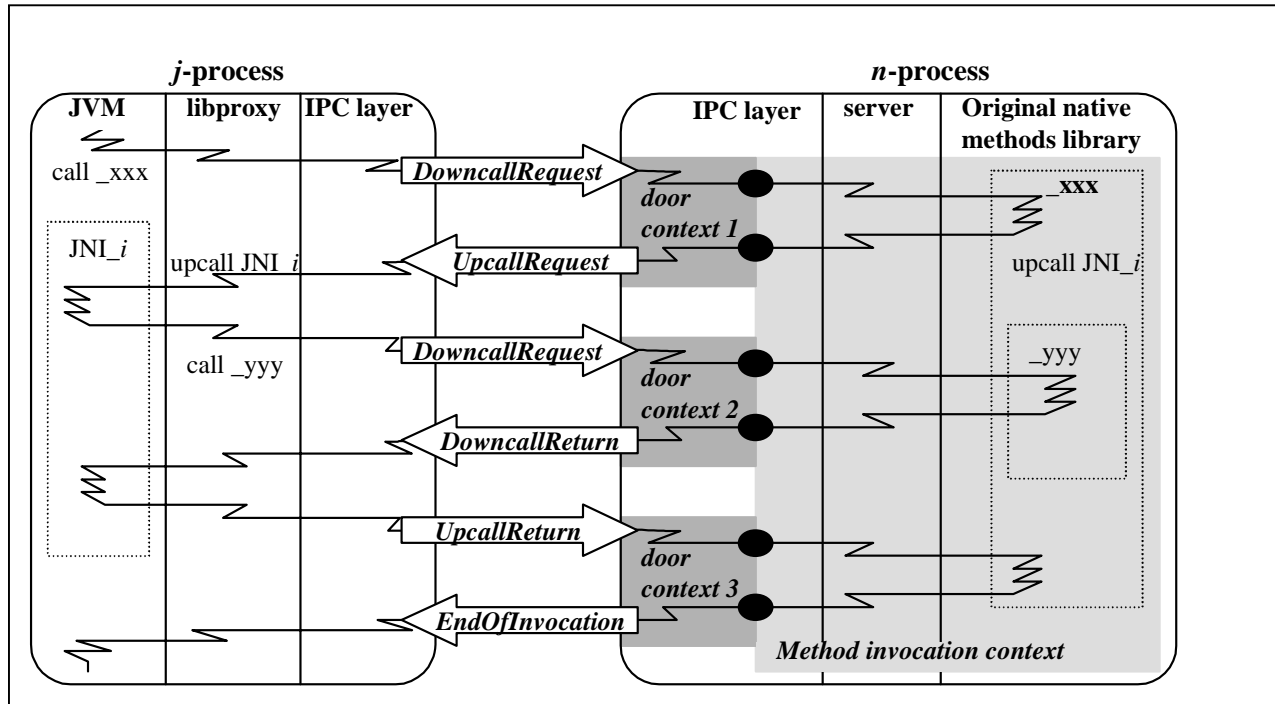 j-process
n-process
JVM
libproxy
IPC layer
IPC layer
server
Original native
methods library
call _xxx
DowncallRequest
door
context 1
_xxx
JNI_i
upcall JNI_i
UpcallRequest
upcall JNI_i
DowncallRequest
call _yyy
door
context 2
_yyy
DowncallReturn
UpcallReturn
door
context 3
EndOfInvocation
Method invocation context